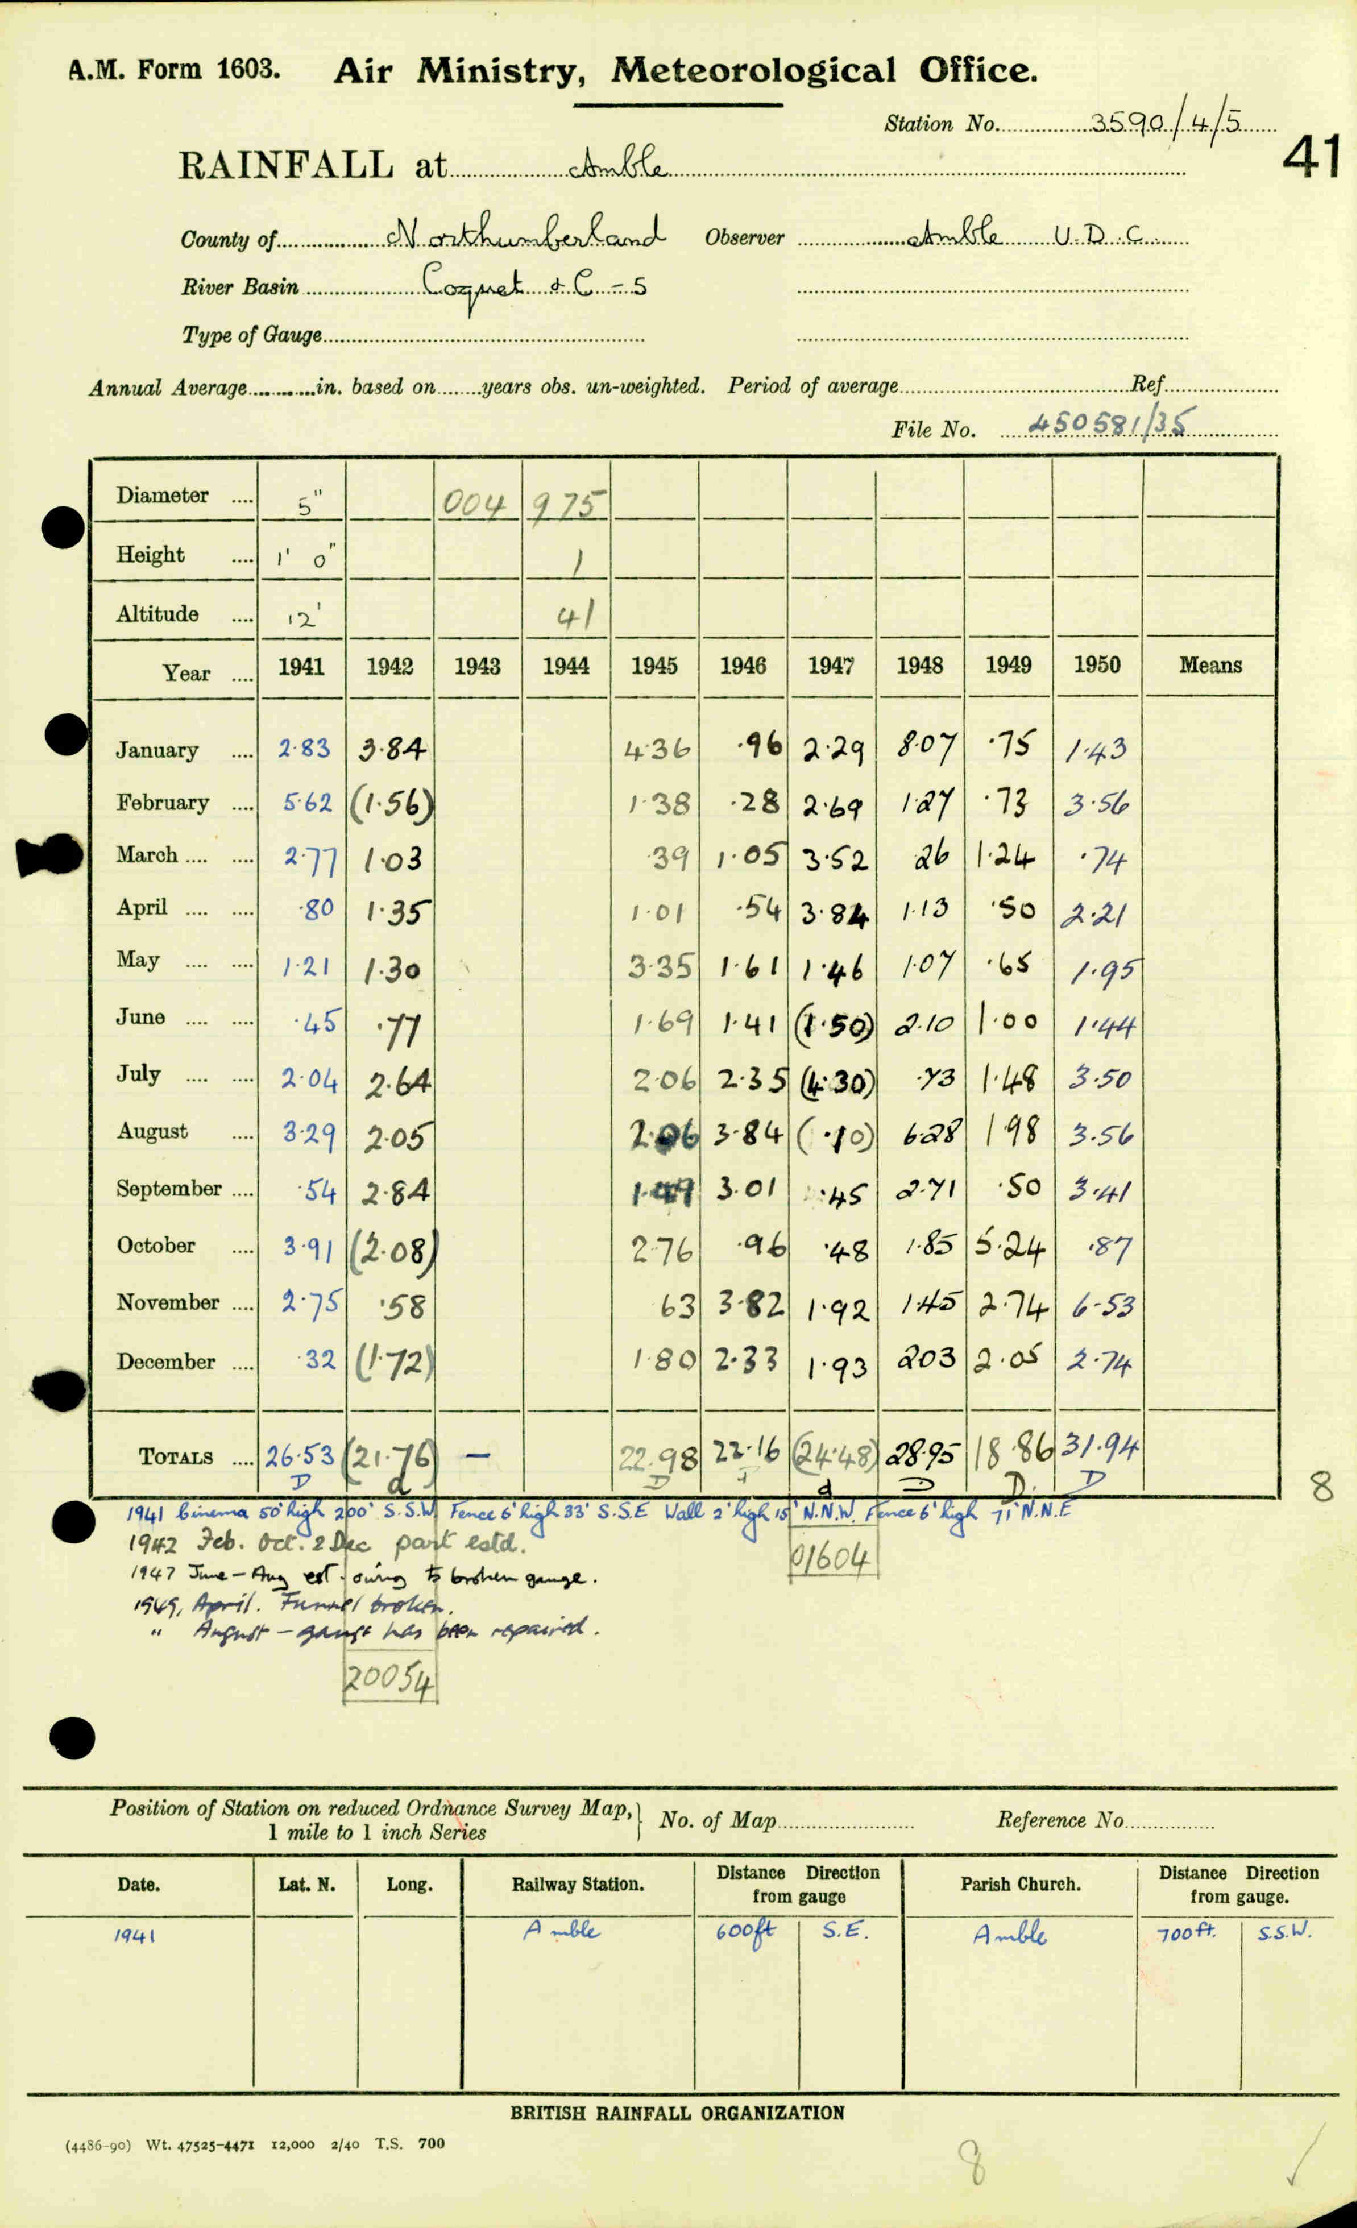 A.M. Form 1603. Air Ministry, Meteorological Office.
Station No. 3590/4/5
41
RAINFALL at Amble
County of Northumberland Observer Amble U.D.C.
River Basin Coquet & C - 5
Type of Gauge
Annual Average in. based on years obs. un-weighted. Period of average Ref
File No. 450581/35
Diameter 5" 004 975
Height 1' 0" 1
Altitude 12' 41
Year 1941 1942 1943 1944 1945 1946 1947 1948 1949 1950 Means
January 2.83 3.84 4.36 .96 2.29 8.07 .75 1.43
February 5.62 (1.56) 1.38 .28 2.69 1.27 .73 3.56
March 2.77 1.03 .39 1.05 3.52 .26 1.24 .74
April .80 1.35 1.01 .54 3.84 1.13 .50 2.21
May 1.21 1.30 3.35 1.61 1.46 1.07 .65 1.95
June .45 .77 1.69 1.41 (1.50) 2.10 1.00 1.44
July 2.04 2.64 2.06 2.35 (4.30) .73 1.48 3.50
August 3.29 2.05 2.06 3.84 (.10) 6.28 1.98 3.56
September .54 2.84 1.49 3.01 .45 2.71 .50 3.41
October 3.91 (2.08) 2.76 .96 .48 1.85 5.24 .87
November 2.75 .58 63 3.82 1.92 1.45 2.74 6.53
December .32 (1.72) 1.80 2.33 1.93 2.03 2.05 2.74
TOTALS 26.53 (21.76) — 22.98 22.16 (24.48) 28.95 18.86 31.94
D d D d D D. D
8
1941 Cinema 50' high 200' S.S.W. Fence 6' high 33' S.S.E Wall 2' high 15' N.N.W. Fence 6' high 71' N.N.E
1942 Feb. Oct. & Dec part estd.
01604
1947 June - Aug est. owing to broken gauge.
1949, April. Funnel broken.
" August - gauge has been repaired.
20054
Position of Station on reduced Ordnance Survey Map, 1 mile to 1 inch Series } No. of Map Reference No.
Date. Lat. N. Long. Railway Station. Distance Direction from gauge Parish Church. Distance Direction from gauge.
1941 Amble 600ft S.E. Amble 700ft. S.S.W.
BRITISH RAINFALL ORGANIZATION
(4486-90) Wt. 47525-4471 12,000 2/40 T.S. 700
8